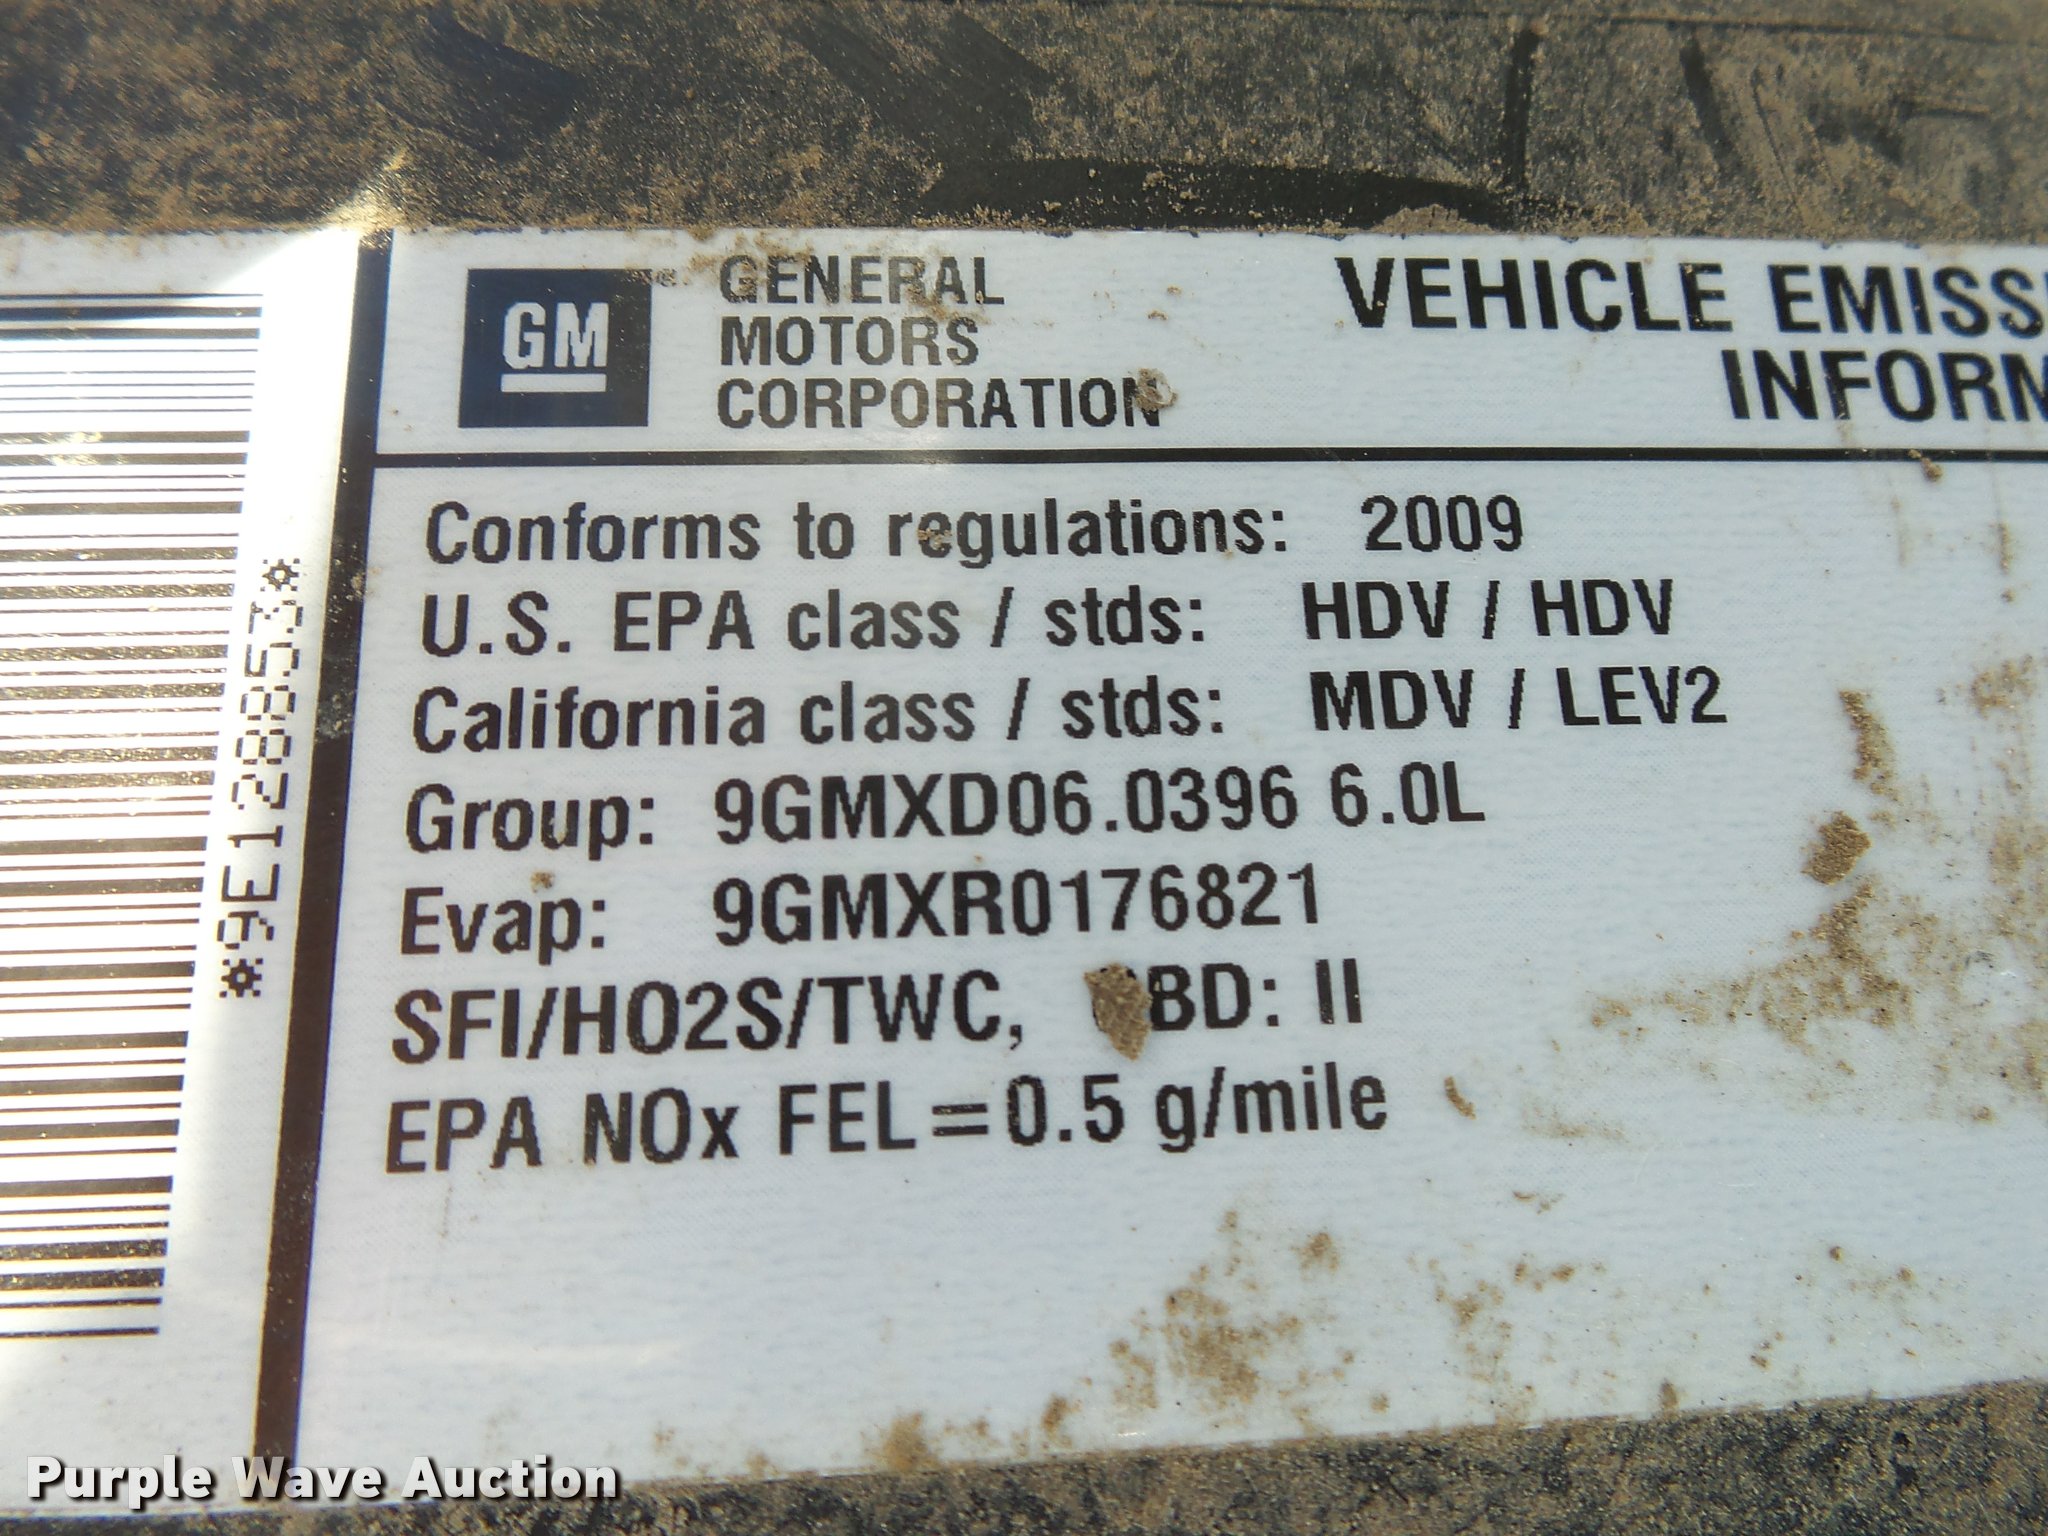 *9E128853*
GM
GENERAL
MOTORS
CORPORATION
VEHICLE EMISSI
INFORM
Conforms to regulations: 2009
U.S. EPA class / stds: HDV / HDV
California class / stds: MDV / LEV2
Group: 9GMXD06.0396 6.0L
Evap: 9GMXR0176821
SFI/HO2S/TWC, BD: II
EPA NOx FEL=0.5 g/mile
Purple Wave Auction